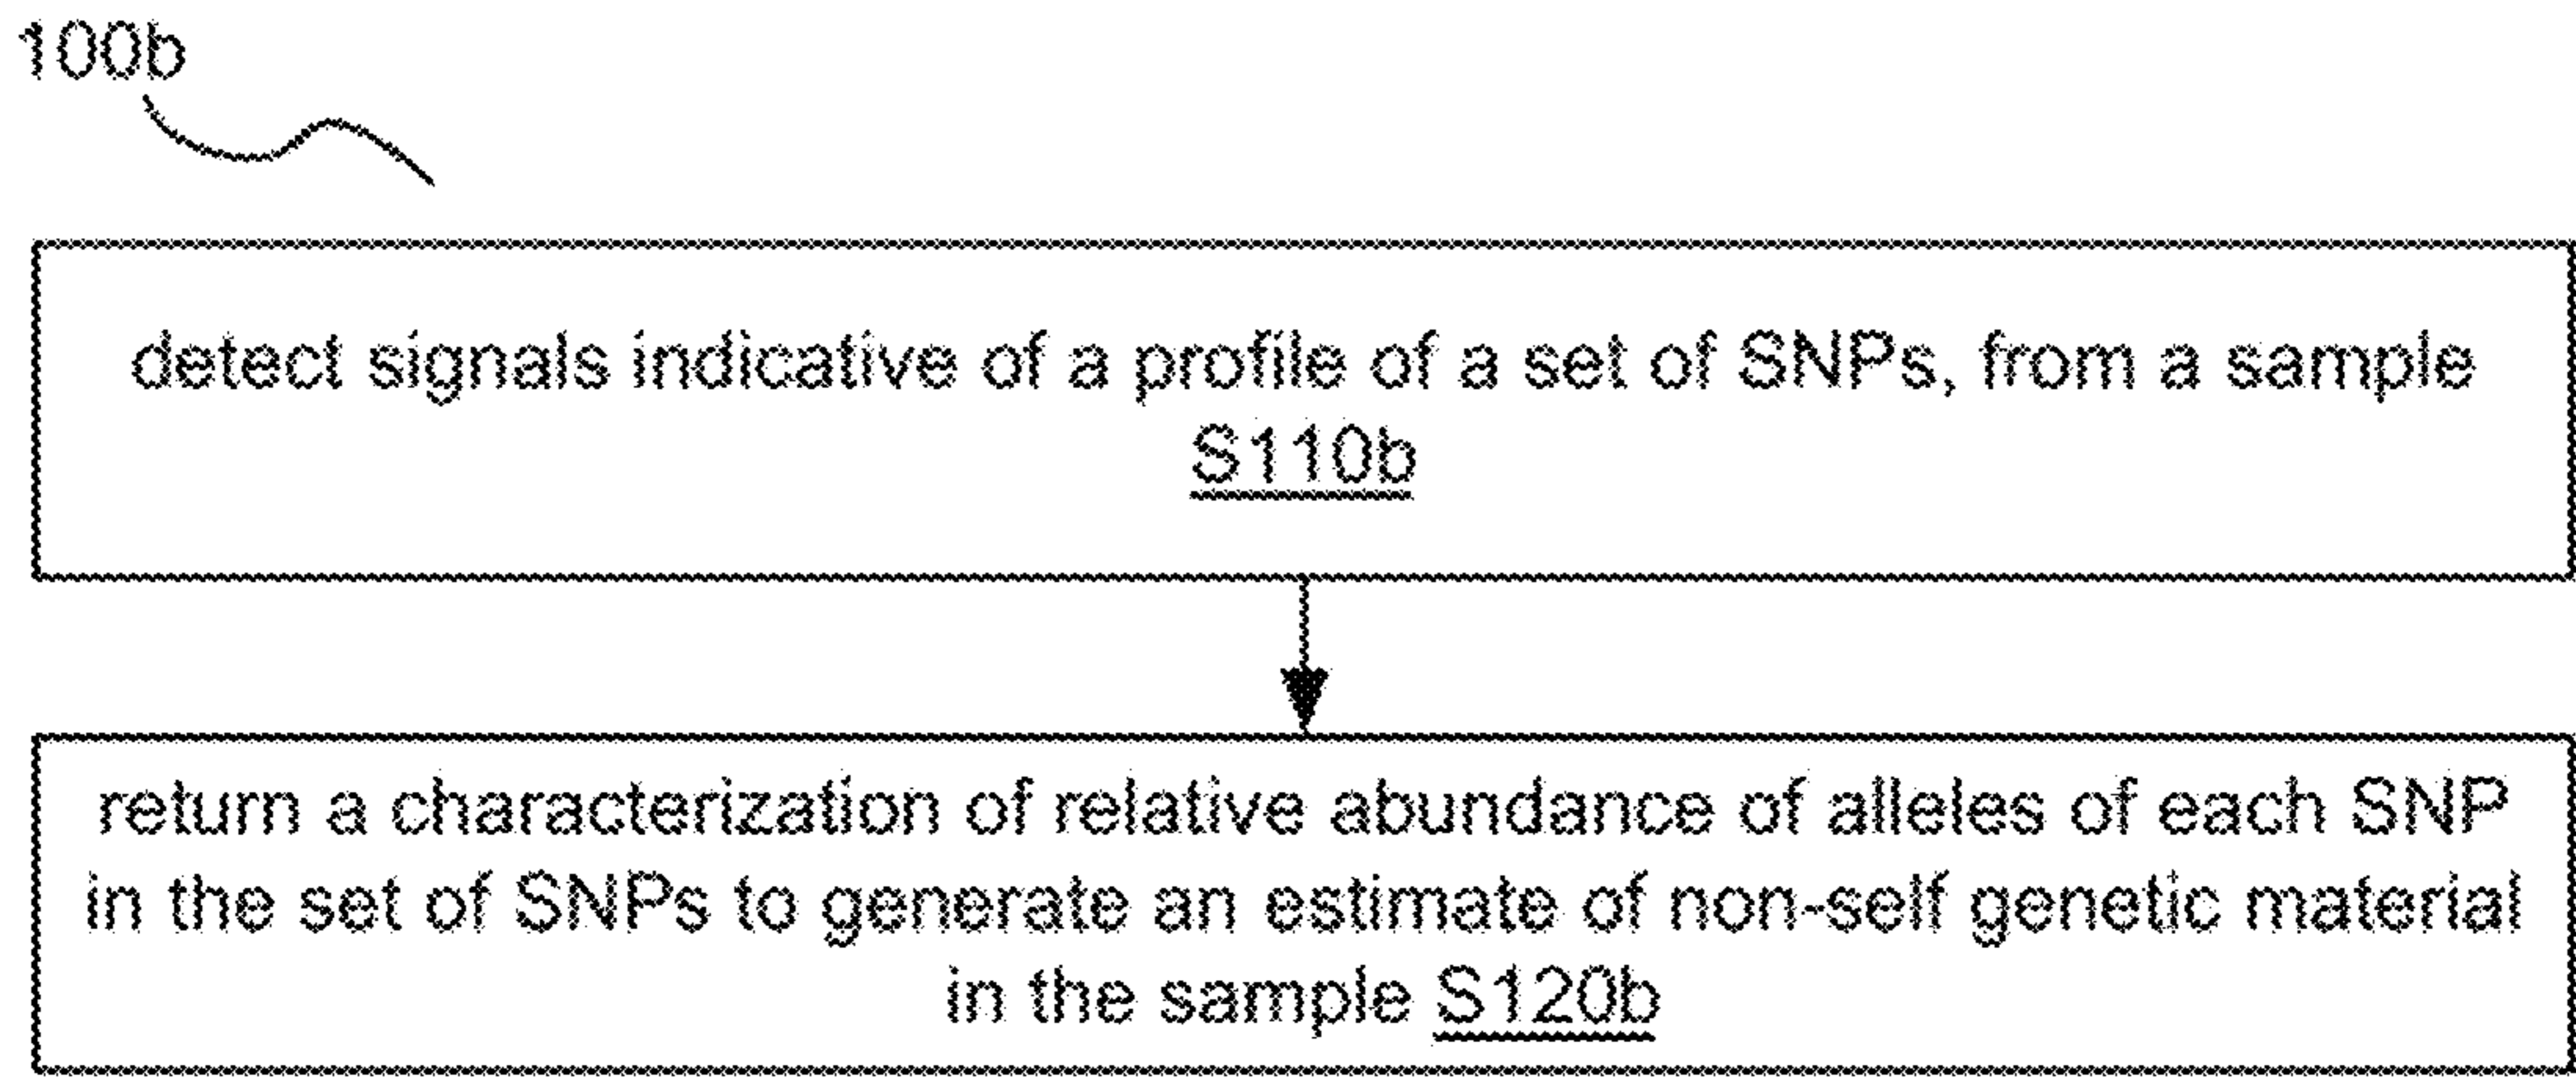 100b
detect signals indicative of a profile of a set of SNPs, from a sample
S110b
return a characterization of relative abundance of alleles of each SNP
in the set of SNPs to generate an estimate of non-self genetic material
in the sample S120b